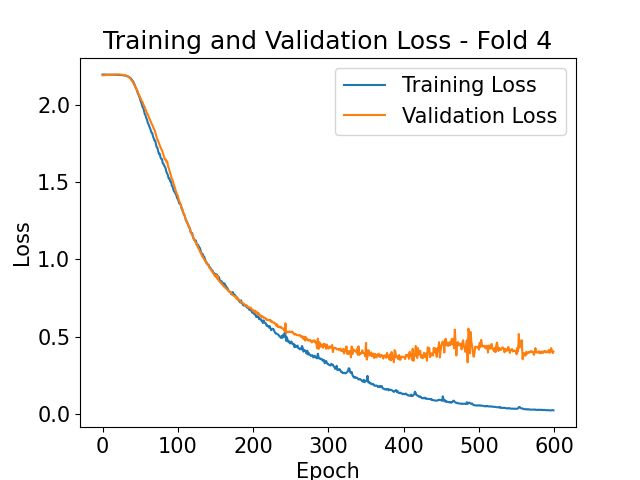 Training and Validation Loss - Fold 4
Training Loss
Validation Loss
Loss
2.0
1.5
1.0
0.5
0.0
0 100 200 300 400 500 600
Epoch